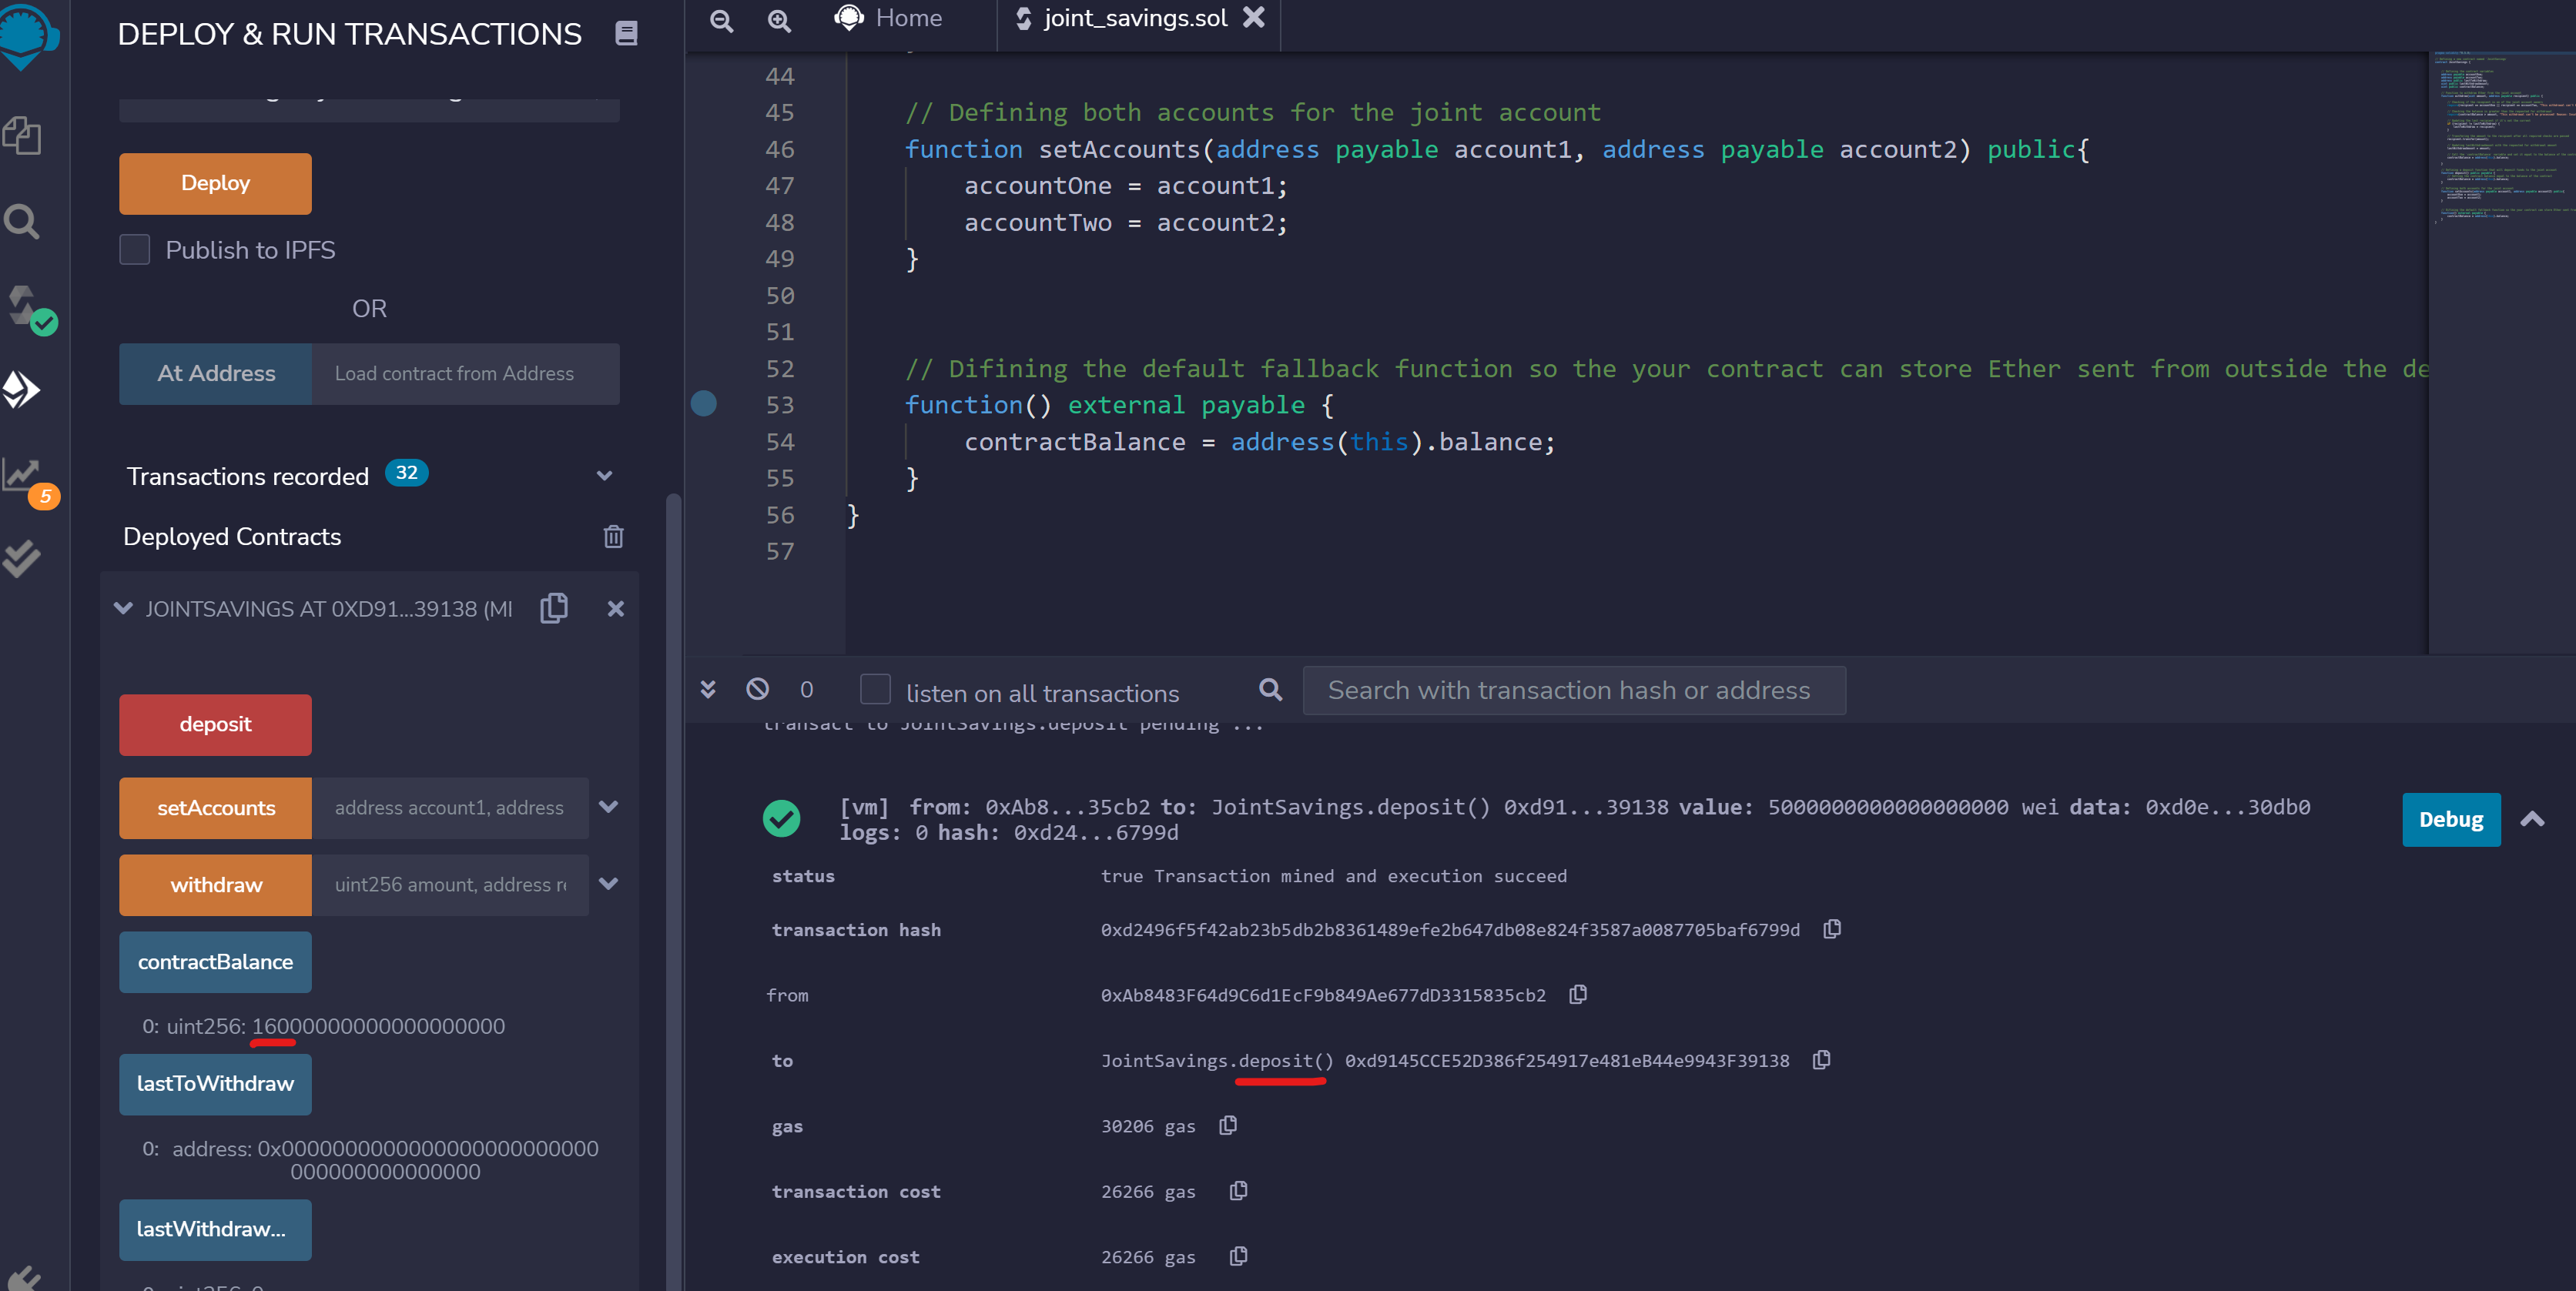 DEPLOY & RUN TRANSACTIONS
Deploy
Publish to IPFS
OR
At Address
Load contract from Address
Transactions recorded 32
Deployed Contracts
JOINTSAVINGS AT 0XD91...39138 (MI
deposit
setAccounts
address account1, address
withdraw
uint256 amount, address re
contractBalance
0: uint256: 16000000000000000000
lastToWithdraw
0: address: 0x0000000000000000000000000
000000000000000
lastWithdraw...
5
Home
joint_savings.sol
44
45 // Defining both accounts for the joint account
46 function setAccounts(address payable account1, address payable account2) public{
47 accountOne = account1;
48 accountTwo = account2;
49 }
50
51
52 // Difining the default fallback function so the your contract can store Ether sent from outside the de
53 function() external payable {
54 contractBalance = address(this).balance;
55 }
56 }
57
0
listen on all transactions
Search with transaction hash or address
transact to JointSavings.deposit pending ...
[vm] from: 0xAb8...35cb2 to: JointSavings.deposit() 0xd91...39138 value: 5000000000000000000 wei data: 0xd0e...30db0
logs: 0 hash: 0xd24...6799d
Debug
status true Transaction mined and execution succeed
transaction hash 0xd2496f5f42ab23b5db2b8361489efe2b647db08e824f3587a0087705baf6799d
from 0xAb8483F64d9C6d1EcF9b849Ae677dD3315835cb2
to JointSavings.deposit() 0xd9145CCE52D386f254917e481eB44e9943F39138
gas 30206 gas
transaction cost 26266 gas
execution cost 26266 gas